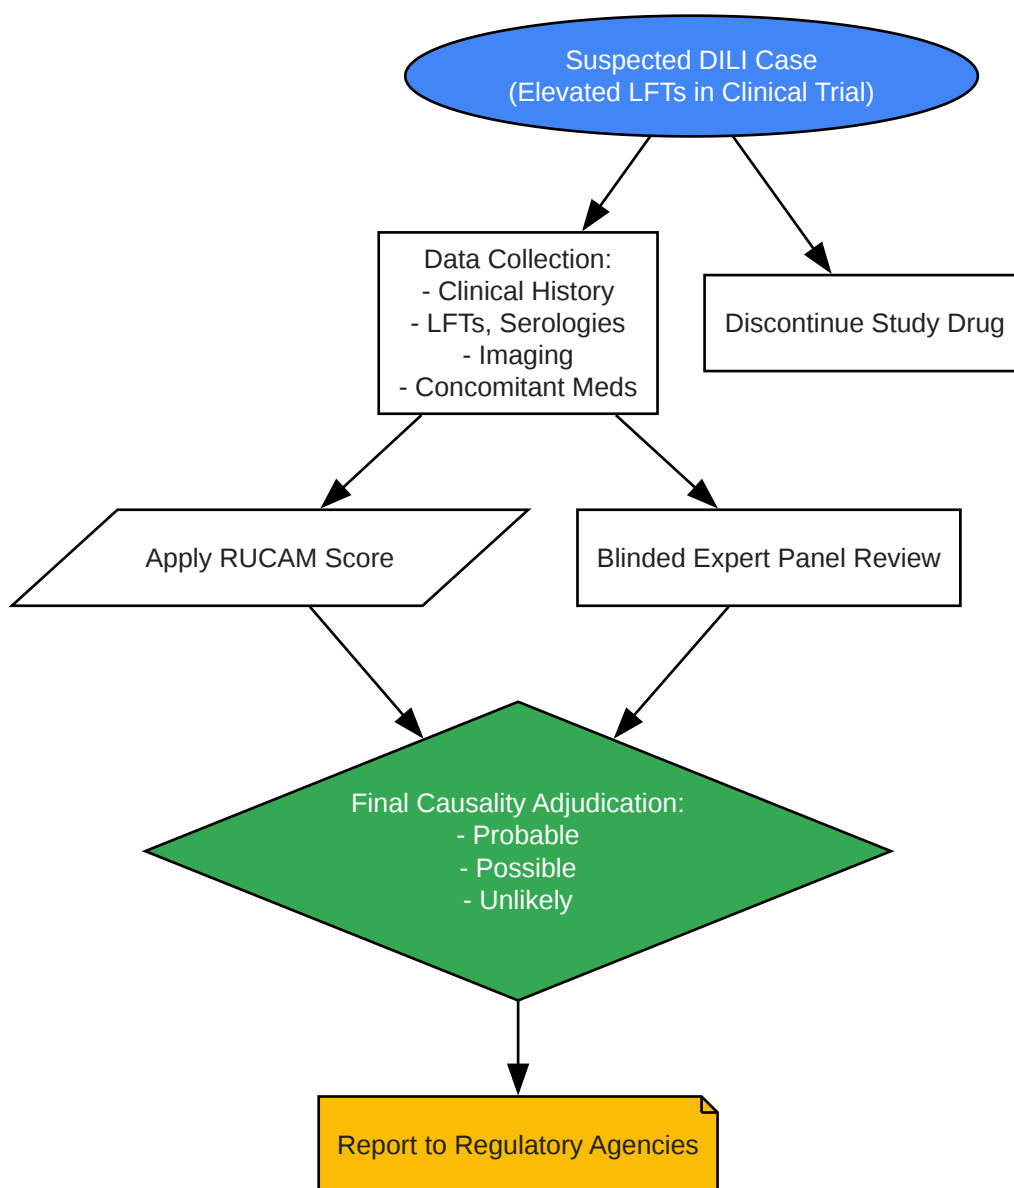 Suspected DILI Case
(Elevated LFTs in Clinical Trial)
Data Collection:
- Clinical History
- LFTs, Serologies
- Imaging
- Concomitant Meds
Discontinue Study Drug
Apply RUCAM Score
Blinded Expert Panel Review
Final Causality Adjudication:
- Probable
- Possible
- Unlikely
Report to Regulatory Agencies